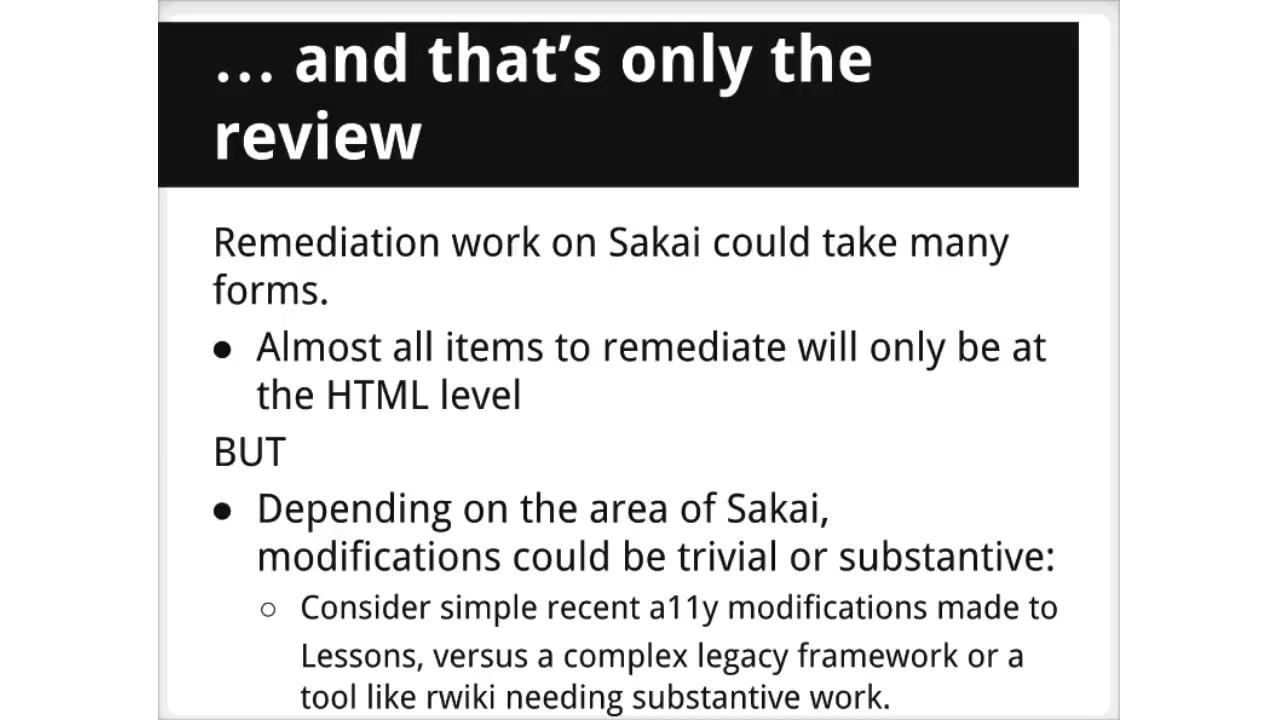 … and that’s only the
review
Remediation work on Sakai could take many
forms.
● Almost all items to remediate will only be at
the HTML level
BUT
● Depending on the area of Sakai,
modifications could be trivial or substantive:
○ Consider simple recent a11y modifications made to
Lessons, versus a complex legacy framework or a
tool like rwiki needing substantive work.